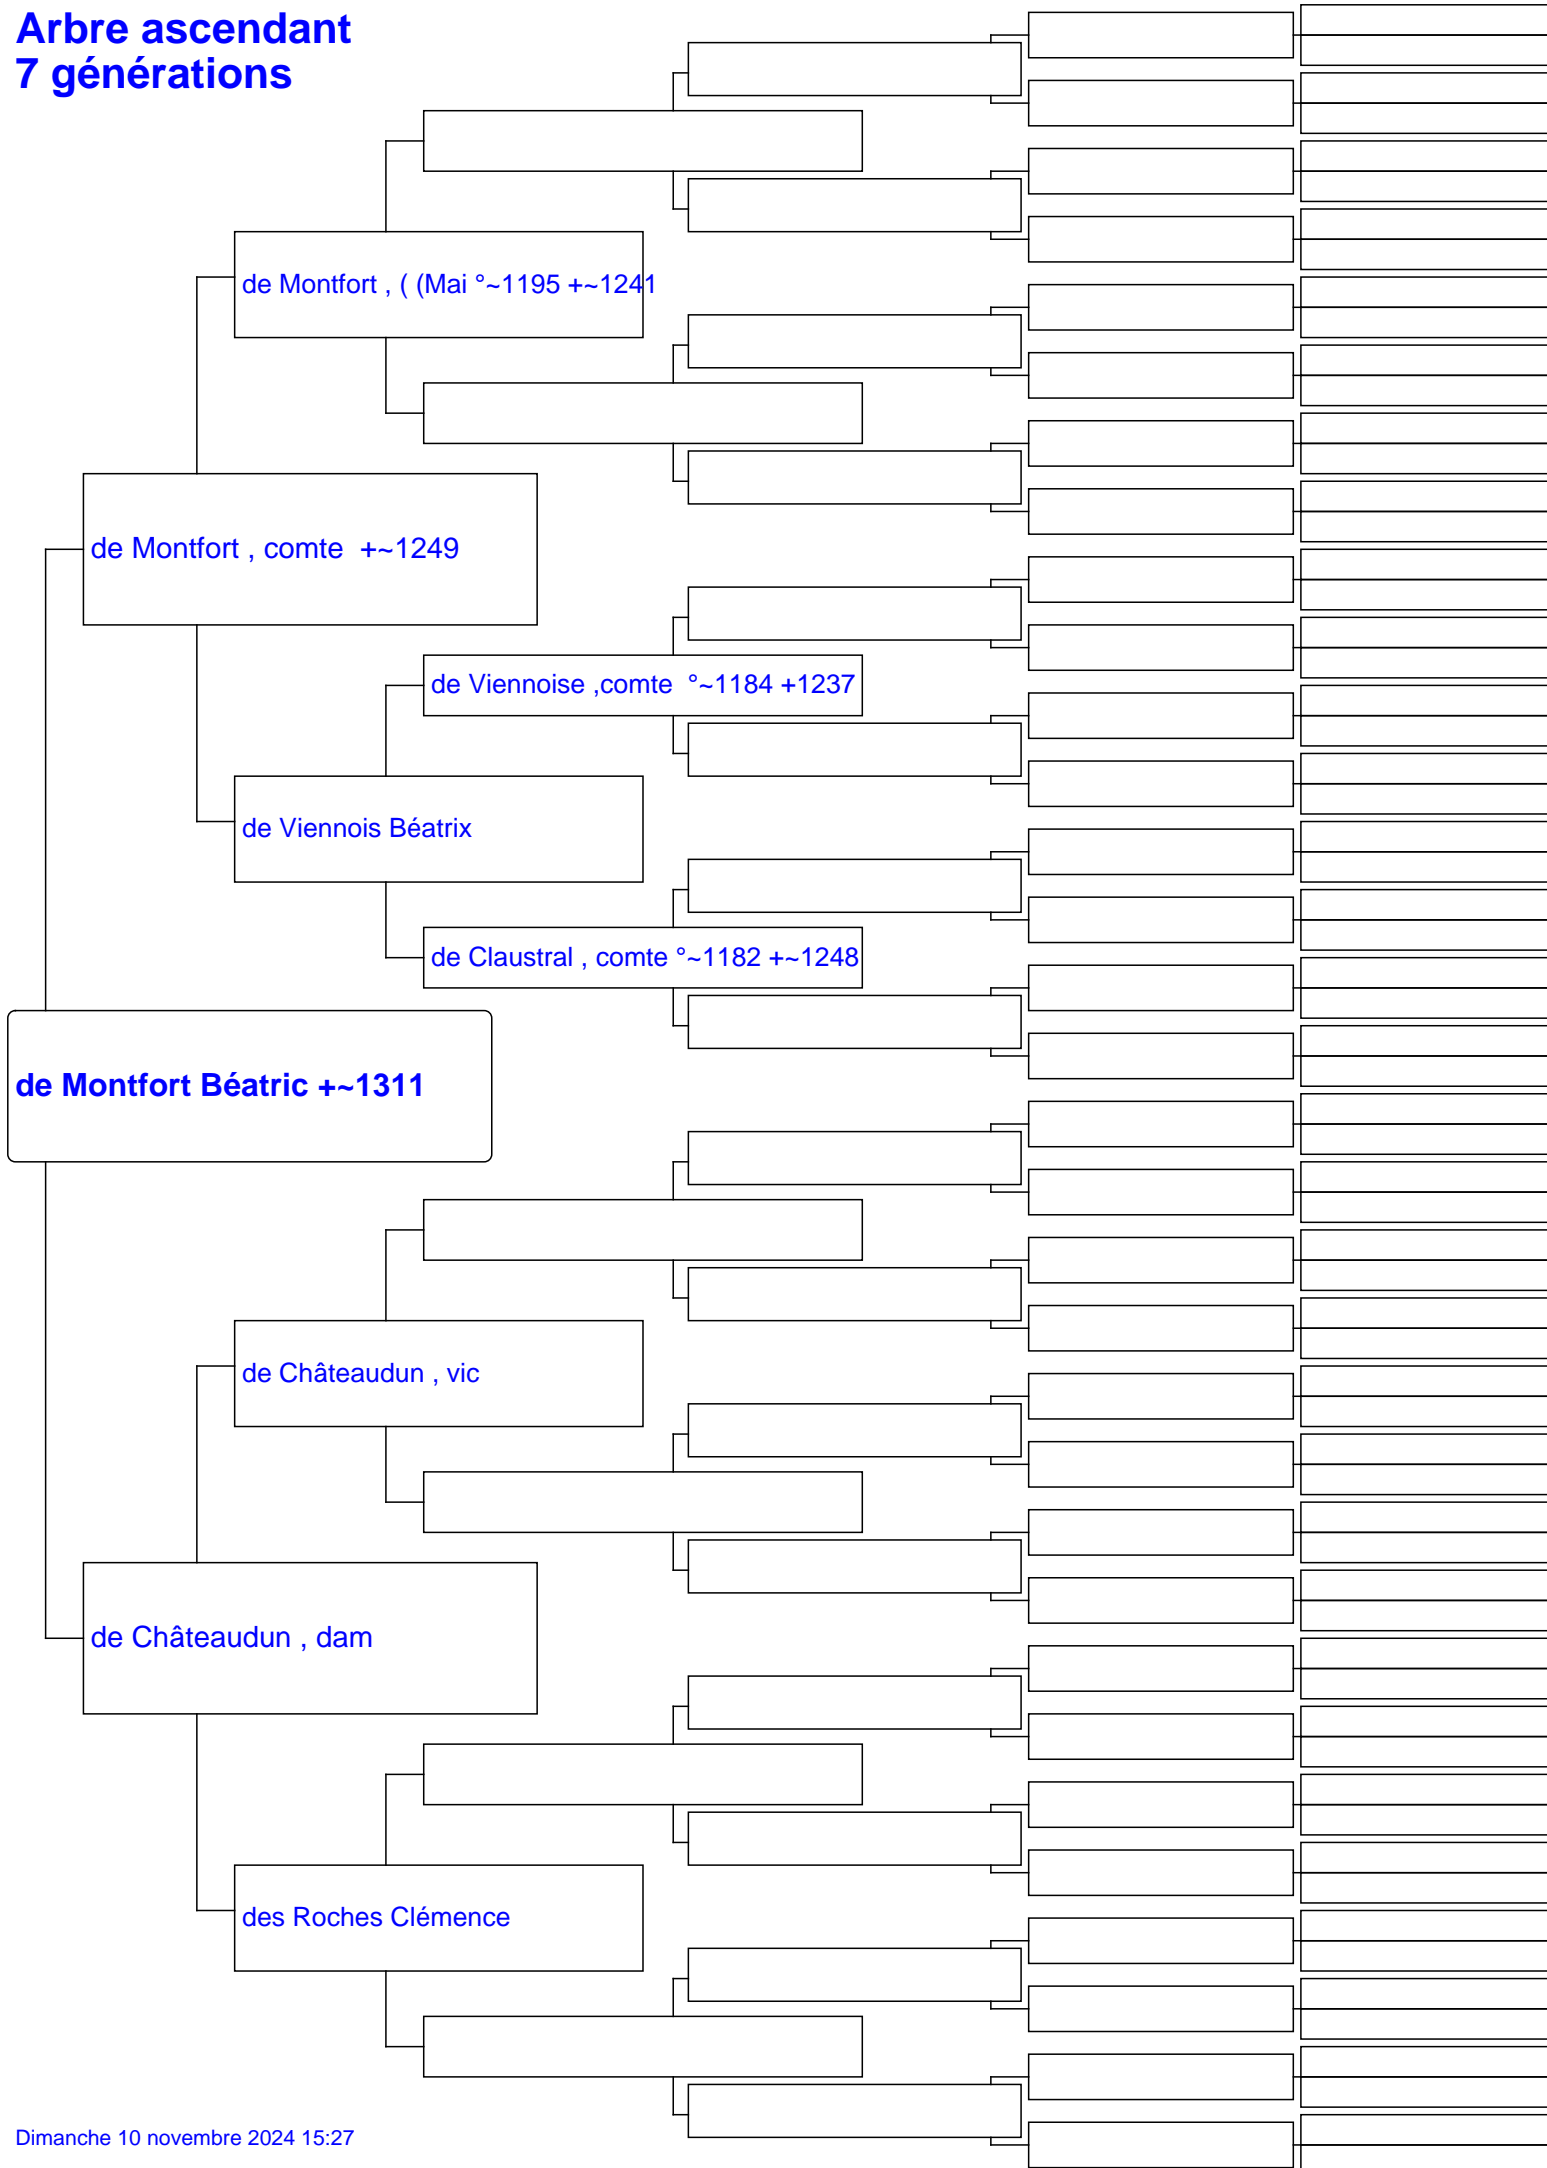 Arbre ascendant
7 générations
de Montfort , ( (Mai °~1195 +~1241
de Montfort , comte  +~1249
de Viennoise ,comte  °~1184 +1237
de Viennois Béatrix
de Claustral , comte °~1182 +~1248
de Montfort Béatric +~1311
de Châteaudun , vic
de Châteaudun , dam
des Roches Clémence
Dimanche 10 novembre 2024 15:27